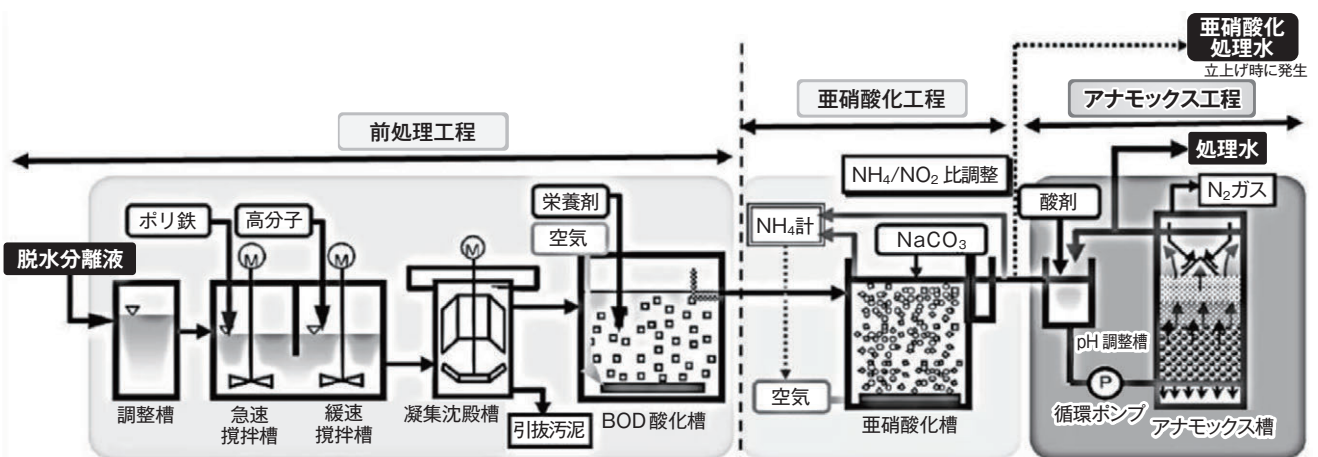 亜硝酸化
処理水
立上げ時に発生
前処理工程
亜硝酸化工程
アナモックス工程
処理水
NH₄/NO₂ 比調整
N₂ガス
ポリ鉄
高分子
栄養剤
空気
NH₄計
NaCO₃
酸剤
脱水分離液
M
M
M
pH 調整槽
P
空気
循環ポンプ
調整槽
急速
撹拌槽
緩速
撹拌槽
凝集沈殿槽
引抜汚泥
BOD 酸化槽
亜硝酸化槽
アナモックス槽